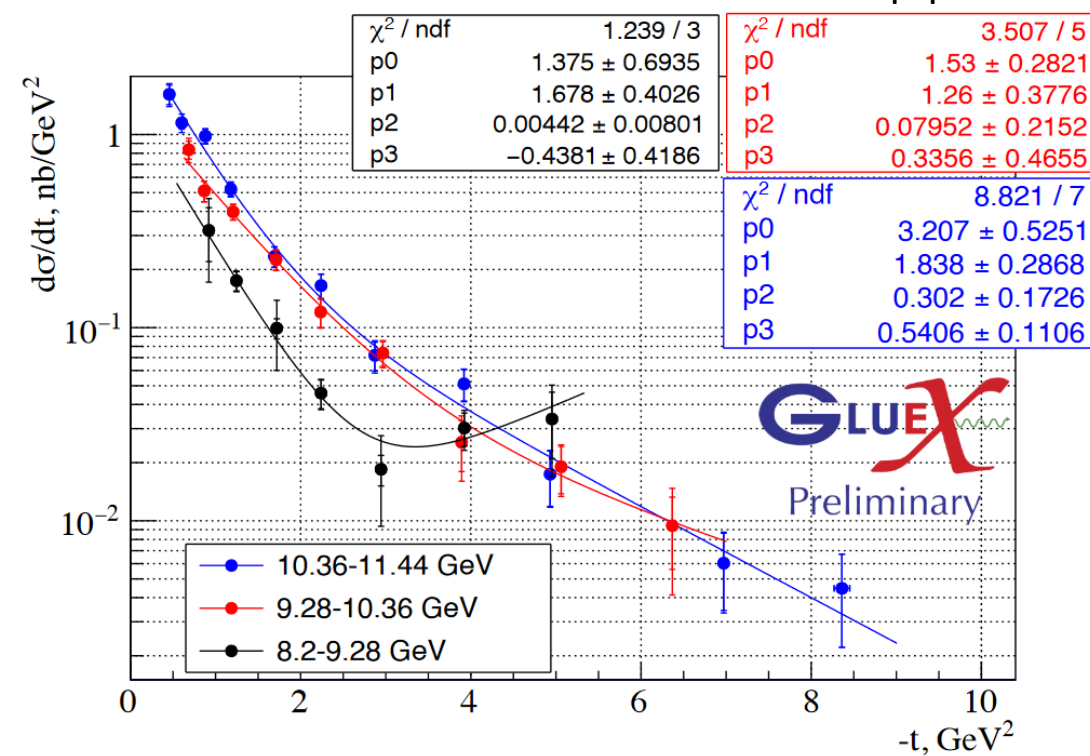 χ² / ndf 1.239 / 3
p0 1.375 ± 0.6935
p1 1.678 ± 0.4026
p2 0.00442 ± 0.00801
p3 −0.4381 ± 0.4186
χ² / ndf 3.507 / 5
p0 1.53 ± 0.2821
p1 1.26 ± 0.3776
p2 0.07952 ± 0.2152
p3 0.3356 ± 0.4655
χ² / ndf 8.821 / 7
p0 3.207 ± 0.5251
p1 1.838 ± 0.2868
p2 0.302 ± 0.1726
p3 0.5406 ± 0.1106
dσ/dt, nb/GeV²
1
10⁻¹
10⁻²
GLUEX
Preliminary
10.36-11.44 GeV
9.28-10.36 GeV
8.2-9.28 GeV
0 2 4 6 8 10
-t, GeV²